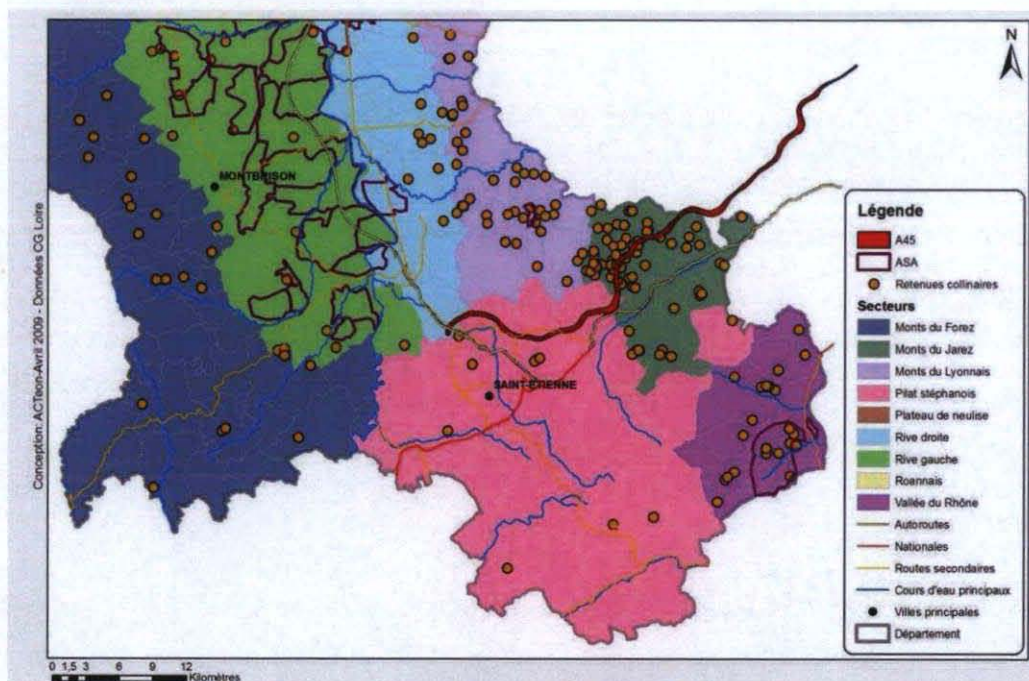 N
MONTBRISON
SAINT-ETIENNE
Conception: ACTeon-Avril 2009 - Données CG Loire
0 1,5 3 6 9 12
Kilomètres
Légende
A45
ASA
Retenues collinaires
Secteurs
Monts du Forez
Monts du Jarez
Monts du Lyonnais
Pilat stéphanois
Plateau de neulise
Rive droite
Rive gauche
Roannais
Vallée du Rhône
Autoroutes
Nationales
Routes secondaires
Cours d'eau principaux
Villes principales
Département